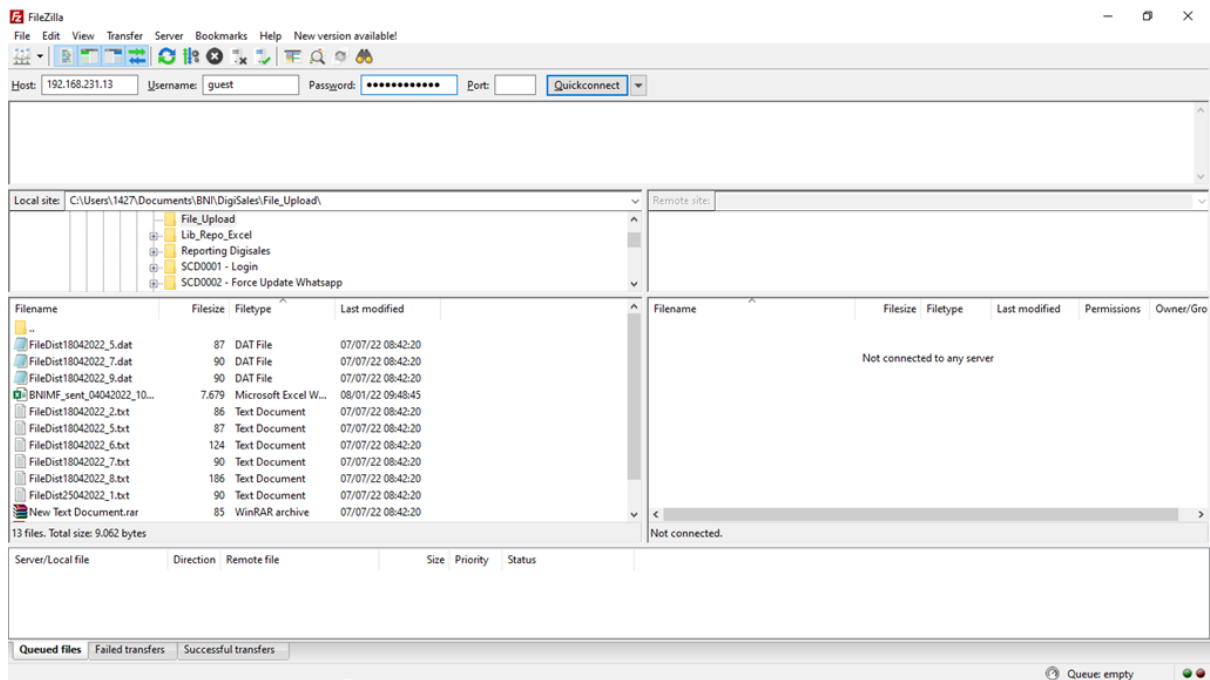 FileZilla
File Edit View Transfer Server Bookmarks Help New version available!
Host: 192.168.231.13 Username: guest Password: ●●●●●●●●●●●● Port: Quickconnect
Local site: C:\Users\1427\Documents\BNI\DigiSales\File_Upload\ Remote site:
File_Upload
Lib_Repo_Excel
Reporting Digisales
SCD0001 - Login
SCD0002 - Force Update Whatsapp
Filename Filesize Filetype Last modified
..
FileDist18042022_5.dat 87 DAT File 07/07/22 08:42:20
FileDist18042022_7.dat 90 DAT File 07/07/22 08:42:20
FileDist18042022_9.dat 90 DAT File 07/07/22 08:42:20
BNIMF_sent_04042022_10... 7.679 Microsoft Excel W... 08/01/22 09:48:45
FileDist18042022_2.txt 86 Text Document 07/07/22 08:42:20
FileDist18042022_5.txt 87 Text Document 07/07/22 08:42:20
FileDist18042022_6.txt 124 Text Document 07/07/22 08:42:20
FileDist18042022_7.txt 90 Text Document 07/07/22 08:42:20
FileDist18042022_8.txt 186 Text Document 07/07/22 08:42:20
FileDist25042022_1.txt 90 Text Document 07/07/22 08:42:20
New Text Document.rar 85 WinRAR archive 07/07/22 08:42:20
13 files. Total size: 9.062 bytes
Filename Filesize Filetype Last modified Permissions Owner/Gro
Not connected to any server
Not connected.
Server/Local file Direction Remote file Size Priority Status
Queued files Failed transfers Successful transfers
Queue: empty